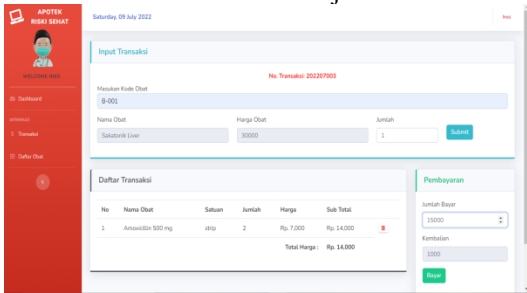 APOTEK
RISKI SEHAT
WELCOME INES
Dashboard
INTERFACE
Transaksi
Daftar Obat
Saturday, 09 July 2022
Ines
Input Transaksi
No. Transaksi: 202207003
Masukan Kode Obat
B-001
Nama Obat Harga Obat Jumlah
Sakatonik Liver 30000 1 Submit
Daftar Transaksi
No Nama Obat Satuan Jumlah Harga Sub Total
1 Amoxicillin 500 mg strip 2 Rp. 7,000 Rp. 14,000
Total Harga : Rp. 14,000
Pembayaran
Jumlah Bayar
15000
Kembalian
1000
Bayar